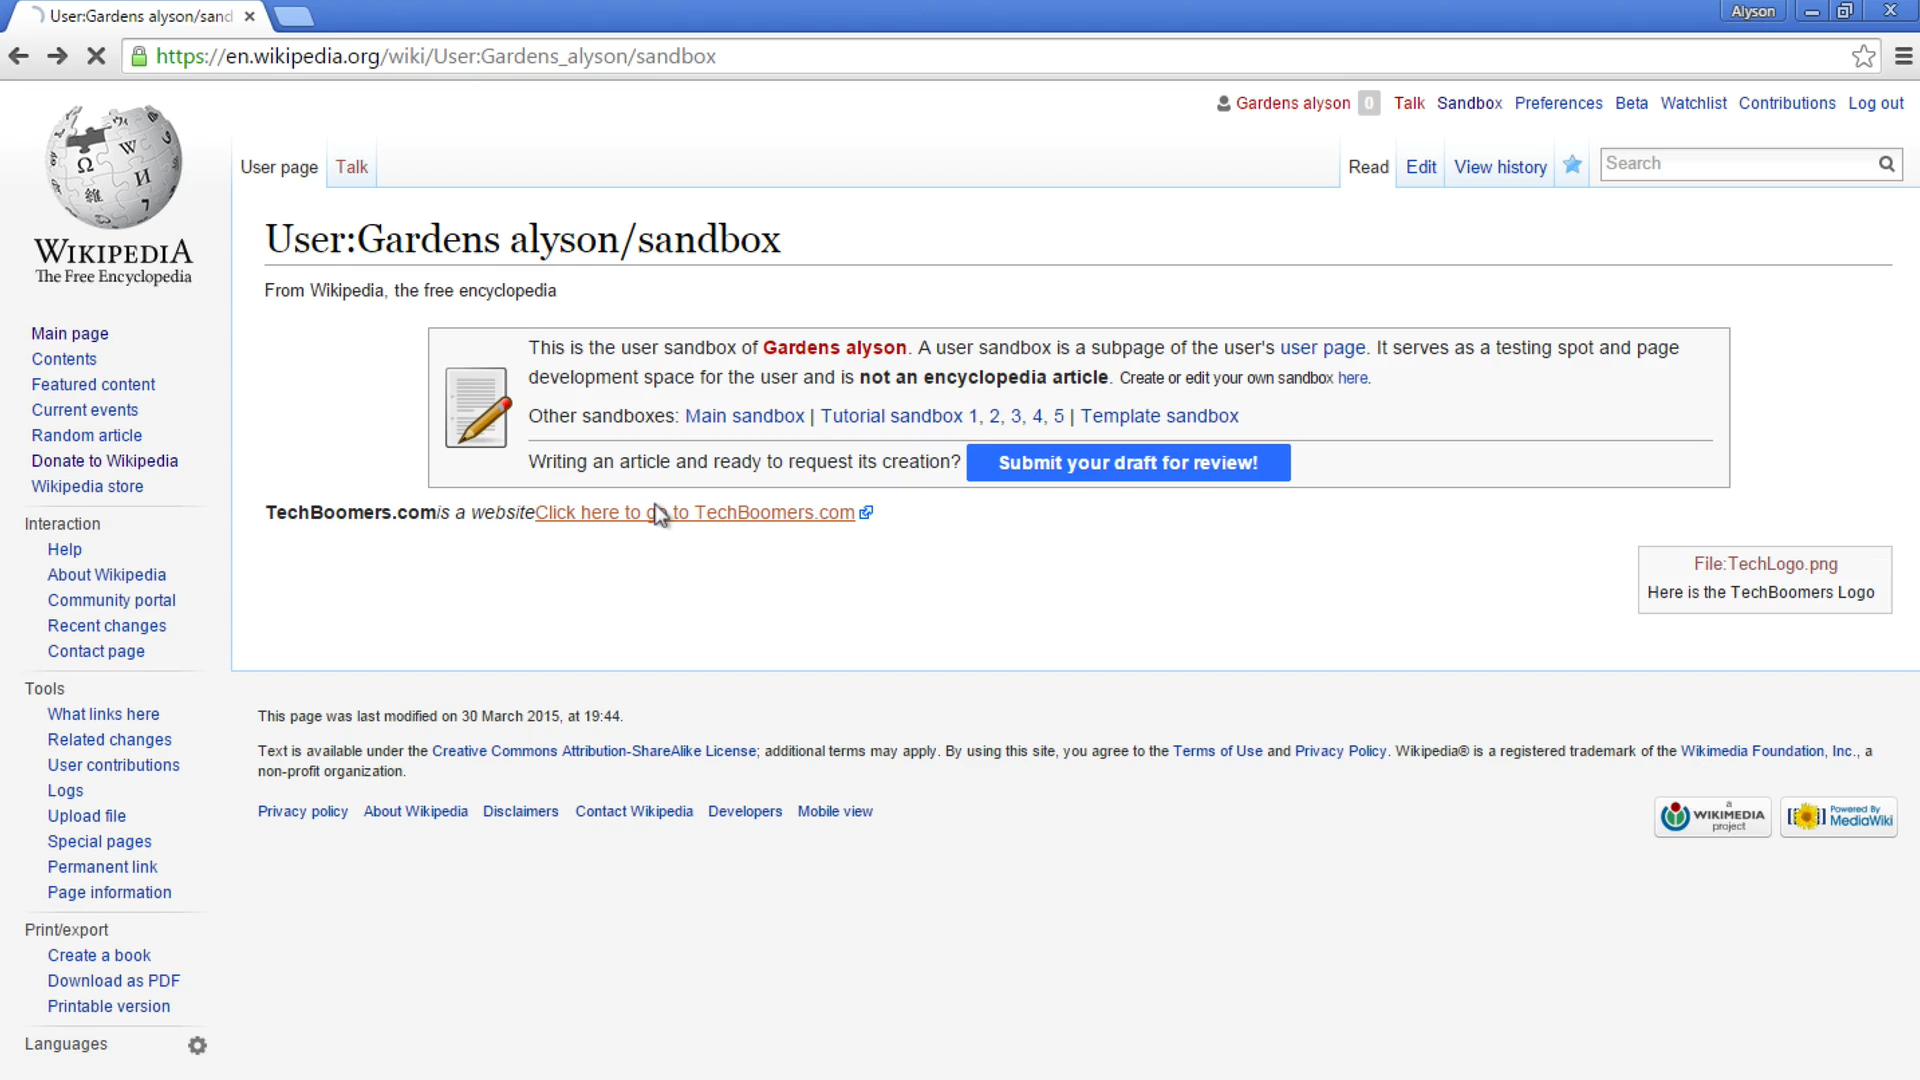 User:Gardens alyson/sand
Alyson
https://en.wikipedia.org/wiki/User:Gardens_alyson/sandbox
Gardens alyson 0 Talk Sandbox Preferences Beta Watchlist Contributions Log out
User page Talk Read Edit View history Search
WIKIPEDIA
The Free Encyclopedia
User:Gardens alyson/sandbox
From Wikipedia, the free encyclopedia
This is the user sandbox of Gardens alyson. A user sandbox is a subpage of the user's user page. It serves as a testing spot and page
development space for the user and is not an encyclopedia article. Create or edit your own sandbox here.
Other sandboxes: Main sandbox | Tutorial sandbox 1, 2, 3, 4, 5 | Template sandbox
Writing an article and ready to request its creation? Submit your draft for review!
TechBoomers.comis a websiteClick here to go to TechBoomers.com
File:TechLogo.png
Here is the TechBoomers Logo
Main page
Contents
Featured content
Current events
Random article
Donate to Wikipedia
Wikipedia store
Interaction
Help
About Wikipedia
Community portal
Recent changes
Contact page
Tools
What links here
Related changes
User contributions
Logs
Upload file
Special pages
Permanent link
Page information
Print/export
Create a book
Download as PDF
Printable version
Languages
This page was last modified on 30 March 2015, at 19:44.
Text is available under the Creative Commons Attribution-ShareAlike License; additional terms may apply. By using this site, you agree to the Terms of Use and Privacy Policy. Wikipedia® is a registered trademark of the Wikimedia Foundation, Inc., a
non-profit organization.
Privacy policy About Wikipedia Disclaimers Contact Wikipedia Developers Mobile view
a
WIKIMEDIA
project
Powered By
MediaWiki